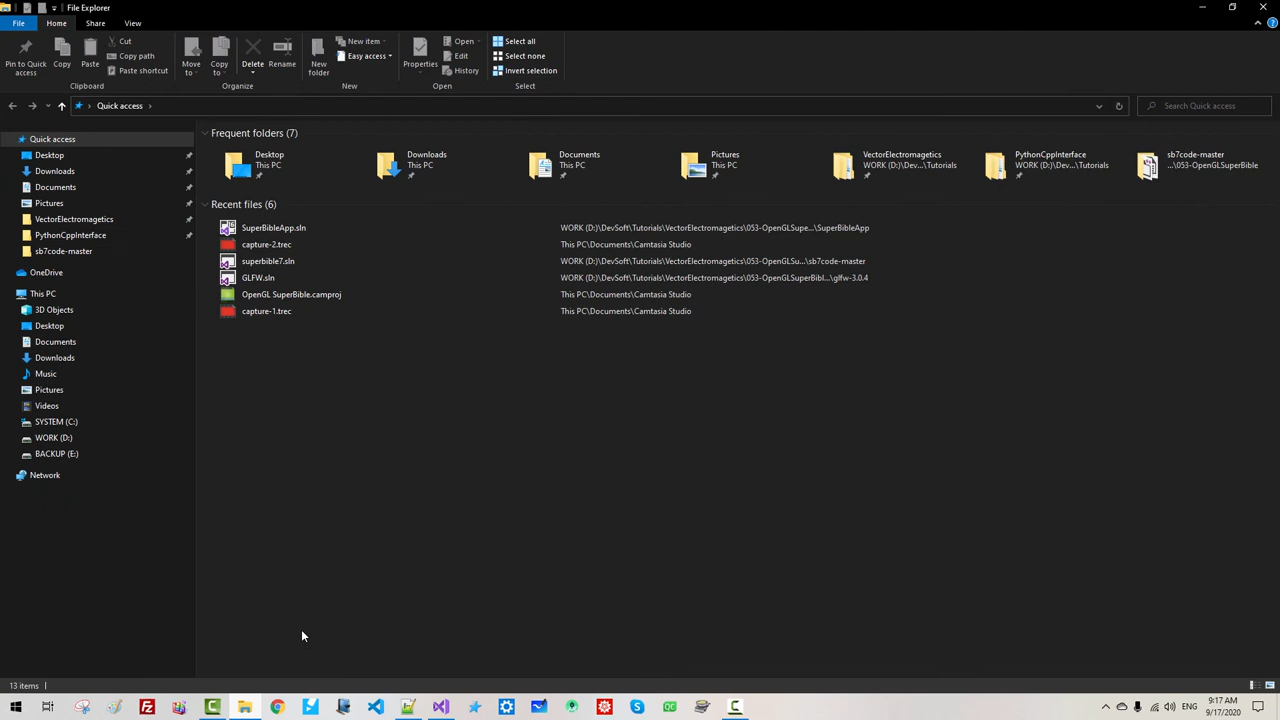 File Explorer
File Home Share View
Pin to Quick access
Copy
Paste
Cut
Copy path
Paste shortcut
Clipboard
Move to
Copy to
Delete
Rename
Organize
New folder
New item
Easy access
New
Properties
Open
Edit
History
Open
Select all
Select none
Invert selection
Select
Quick access
Search Quick access
Quick access
Desktop
Downloads
Documents
Pictures
VectorElectromagetics
PythonCppInterface
sb7code-master
OneDrive
This PC
3D Objects
Desktop
Documents
Downloads
Music
Pictures
Videos
SYSTEM (C:)
WORK (D:)
BACKUP (E:)
Network
Frequent folders (7)
Desktop
This PC
Downloads
This PC
Documents
This PC
Pictures
This PC
VectorElectromagetics
WORK (D:)\Dev...\Tutorials
PythonCppInterface
WORK (D:)\Dev...\Tutorials
sb7code-master
...\053-OpenGLSuperBible
Recent files (6)
SuperBibleApp.sln WORK (D:)\DevSoft\Tutorials\VectorElectromagetics\053-OpenGLSupe...\SuperBibleApp
capture-2.trec This PC\Documents\Camtasia Studio
superbible7.sln WORK (D:)\DevSoft\Tutorials\VectorElectromagetics\053-OpenGLSu...\sb7code-master
GLFW.sln WORK (D:)\DevSoft\Tutorials\VectorElectromagetics\053-OpenGLSuperBibl...\glfw-3.0.4
OpenGL SuperBible.camproj This PC\Documents\Camtasia Studio
capture-1.trec This PC\Documents\Camtasia Studio
13 items
ENG
9:17 AM
9/17/2020